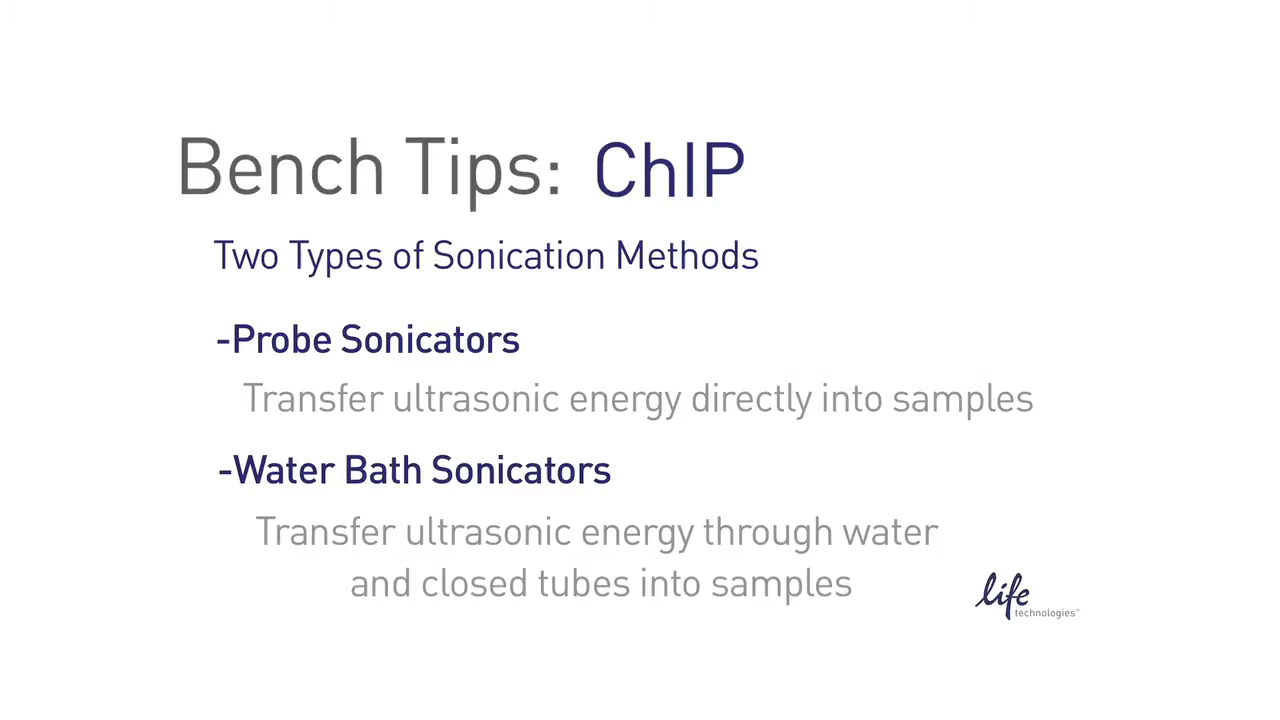 Bench Tips: ChIP
Two Types of Sonication Methods
-Probe Sonicators
Transfer ultrasonic energy directly into samples
-Water Bath Sonicators
Transfer ultrasonic energy through water
and closed tubes into samples
life
technologies™